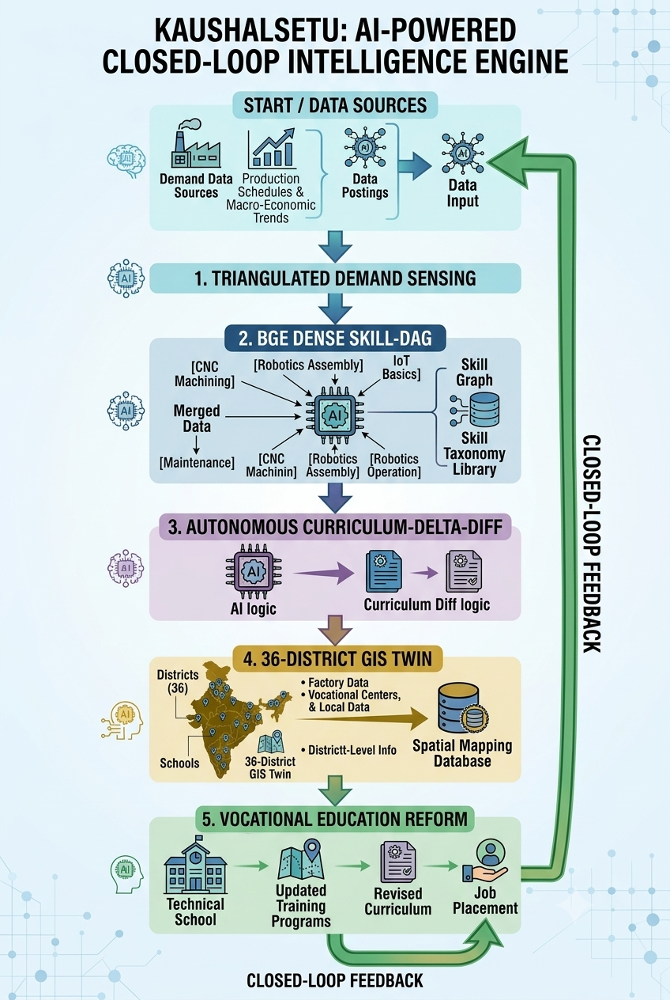 KAUSHALSETU: AI-POWERED
CLOSED-LOOP INTELLIGENCE ENGINE
START / DATA SOURCES
AI
Demand Data
Sources
Production
Schedules &
Macro-Economic
Trends
AI
Data
Postings
AI
Data
Input
AI
1. TRIANGULATED DEMAND SENSING
2. BGE DENSE SKILL-DAG
AI
[CNC
Machining]
[Robotics Assembly]
IoT
Basics]
Merged
Data
[Maintenance]
AI
[CNC
Machinin]
[Robotics
Assembly]
[Robotics
Operation]
Skill
Graph
Skill
Taxonomy
Library
3. AUTONOMOUS CURRICULUM-DELTA-DIFF
AI
AI
AI logic
Curriculum Diff logic
4. 36-DISTRICT GIS TWIN
AI
Districts
(36)
Schools
• Factory Data
• Vocational Centers,
& Local Data
36-District
GIS Twin
• Districtt-Level Info
Spatial Mapping
Database
5. VOCATIONAL EDUCATION REFORM
AI
Technical
School
Updated
Training
Programs
Revised
Curriculum
Job
Placement
CLOSED-LOOP FEEDBACK
CLOSED-LOOP FEEDBACK